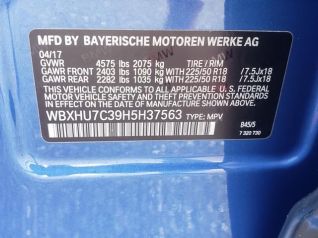 MFD BY BAYERISCHE MOTOREN WERKE AG
04/17
GVWR 4575 lbs 2075 kg TIRE / RIM
GAWR FRONT 2403 lbs 1090 kg 225/50 R18 / 7.5Jx18
GAWR REAR 2282 lbs 1035 kg 225/50 R18 / 7.5Jx18
THIS VEHICLE CONFORMS TO ALL APPLICABLE U. S. FEDERAL
MOTOR VEHICLE SAFETY, BUMPER, AND THEFT PREVENTION
STANDARDS IN EFFECT ON THE DATE OF MANUFACTURE
SHOWN ABOVE.
WBXHU7C39H5H37563 TYPE: MPV
B45/5
7 320 730